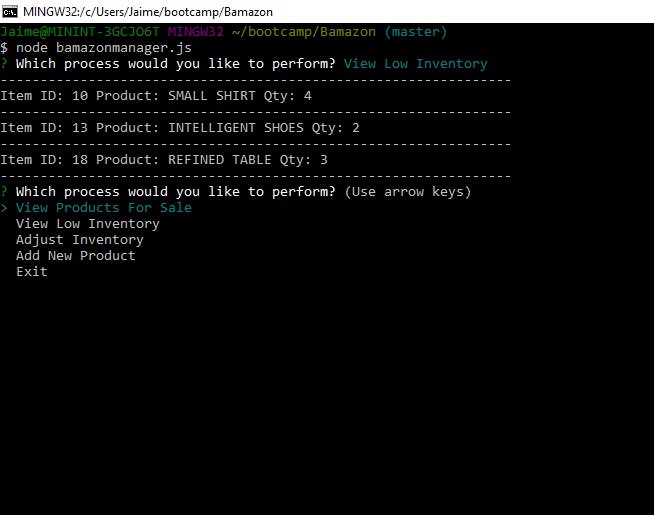 MINGW32:/c/Users/Jaime/bootcamp/Bamazon
Jaime@MININT-3GCJO6T MINGW32 ~/bootcamp/Bamazon (master)
$ node bamazonmanager.js
? Which process would you like to perform? View Low Inventory
----------------------------------------------------------------
Item ID: 10 Product: SMALL SHIRT Qty: 4
----------------------------------------------------------------
Item ID: 13 Product: INTELLIGENT SHOES Qty: 2
----------------------------------------------------------------
Item ID: 18 Product: REFINED TABLE Qty: 3
----------------------------------------------------------------
? Which process would you like to perform? (Use arrow keys)
> View Products For Sale
  View Low Inventory
  Adjust Inventory
  Add New Product
  Exit